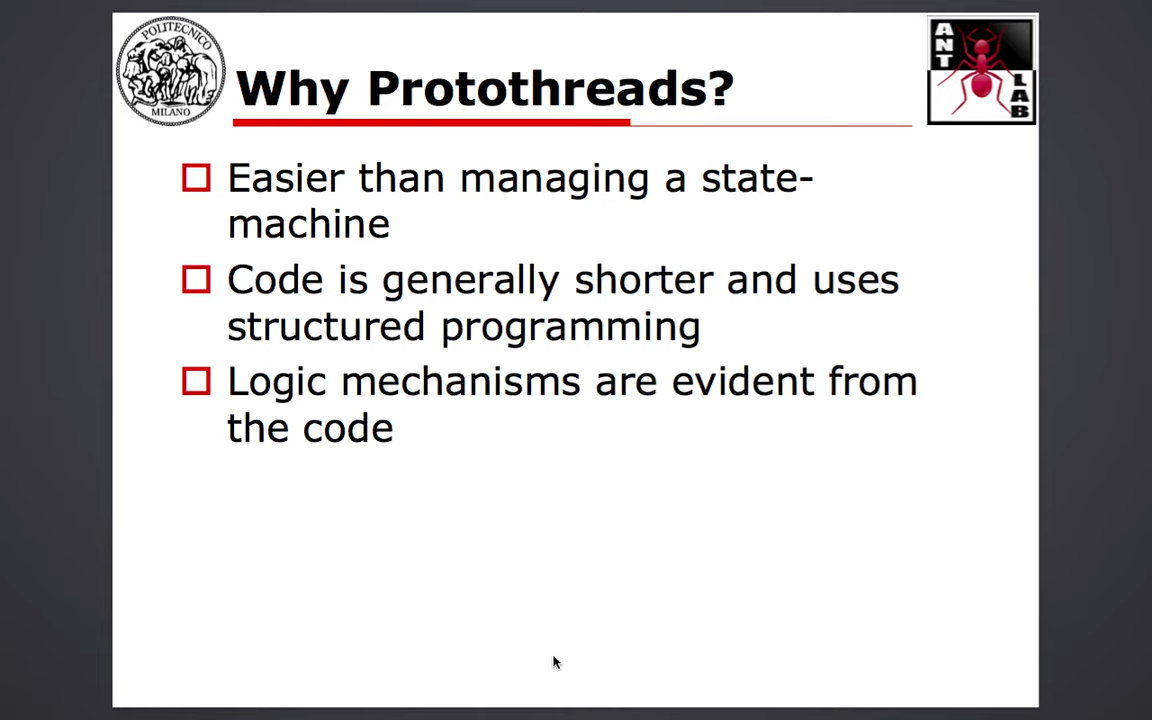 POLITECNICO
MILANO
ANT
LAB
Why Protothreads?
Easier than managing a state-
machine
Code is generally shorter and uses
structured programming
Logic mechanisms are evident from
the code